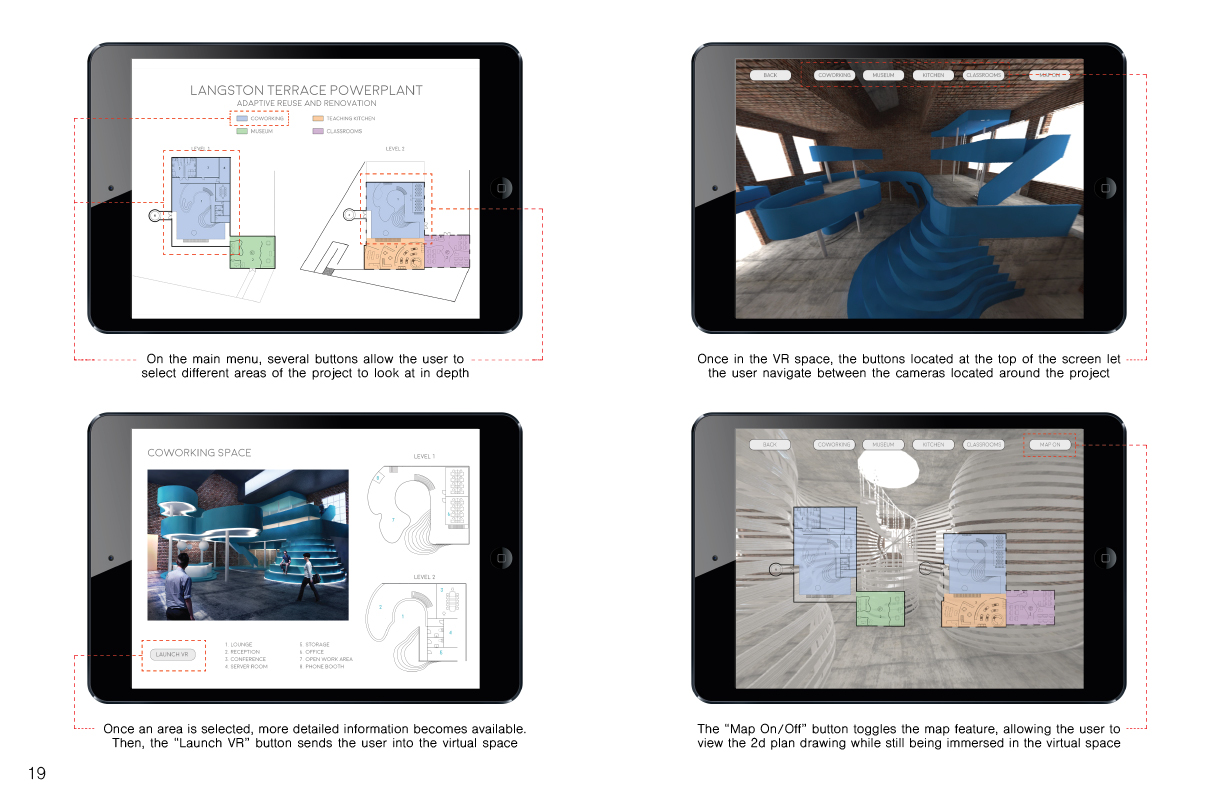 LANGSTON TERRACE POWERPLANT
ADAPTIVE REUSE AND RENOVATION
COWORKING
TEACHING KITCHEN
MUSEUM
CLASSROOMS
LEVEL 1
LEVEL 2
On the main menu, several buttons allow the user to
select different areas of the project to look at in depth
BACK
COWORKING
MUSEUM
KITCHEN
CLASSROOMS
MAP ON
Once in the VR space, the buttons located at the top of the screen let
the user navigate between the cameras located around the project
COWORKING SPACE
LEVEL 1
8
7
6
LEVEL 2
LAUNCH VR
1 LOUNGE
2 RECEPTION
3 CONFERENCE
4 SERVER ROOM
5 STORAGE
6 OFFICE
7 OPEN WORK AREA
8 PHONE BOOTH
Once an area is selected, more detailed information becomes available.
Then, the "Launch VR" button sends the user into the virtual space
BACK
COWORKING
MUSEUM
KITCHEN
CLASSROOMS
MAP ON
The "Map On/Off" button toggles the map feature, allowing the user to
view the 2d plan drawing while still being immersed in the virtual space
19